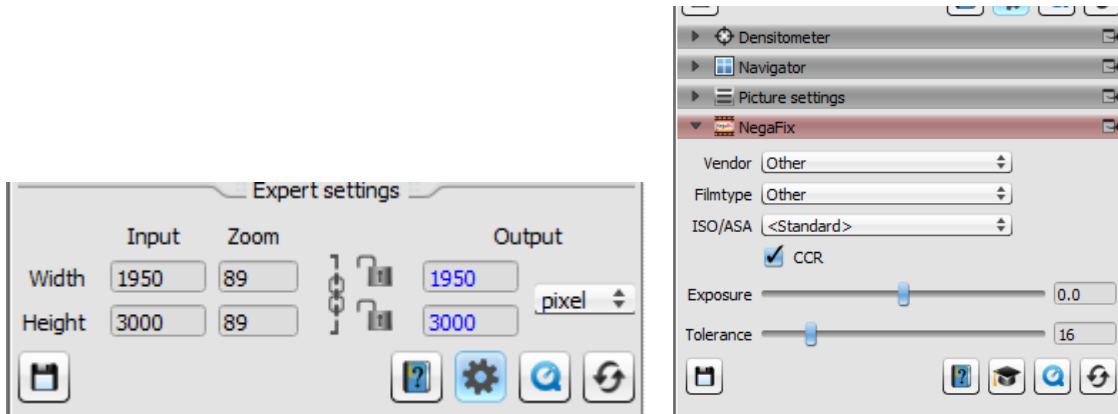 Expert settings
Input Zoom Output
Width 1950 89 1950 pixel
Height 3000 89 3000
Densitometer
Navigator
Picture settings
NegaFix
Vendor Other
Filmtype Other
ISO/ASA <Standard>
CCR
Exposure 0.0
Tolerance 16